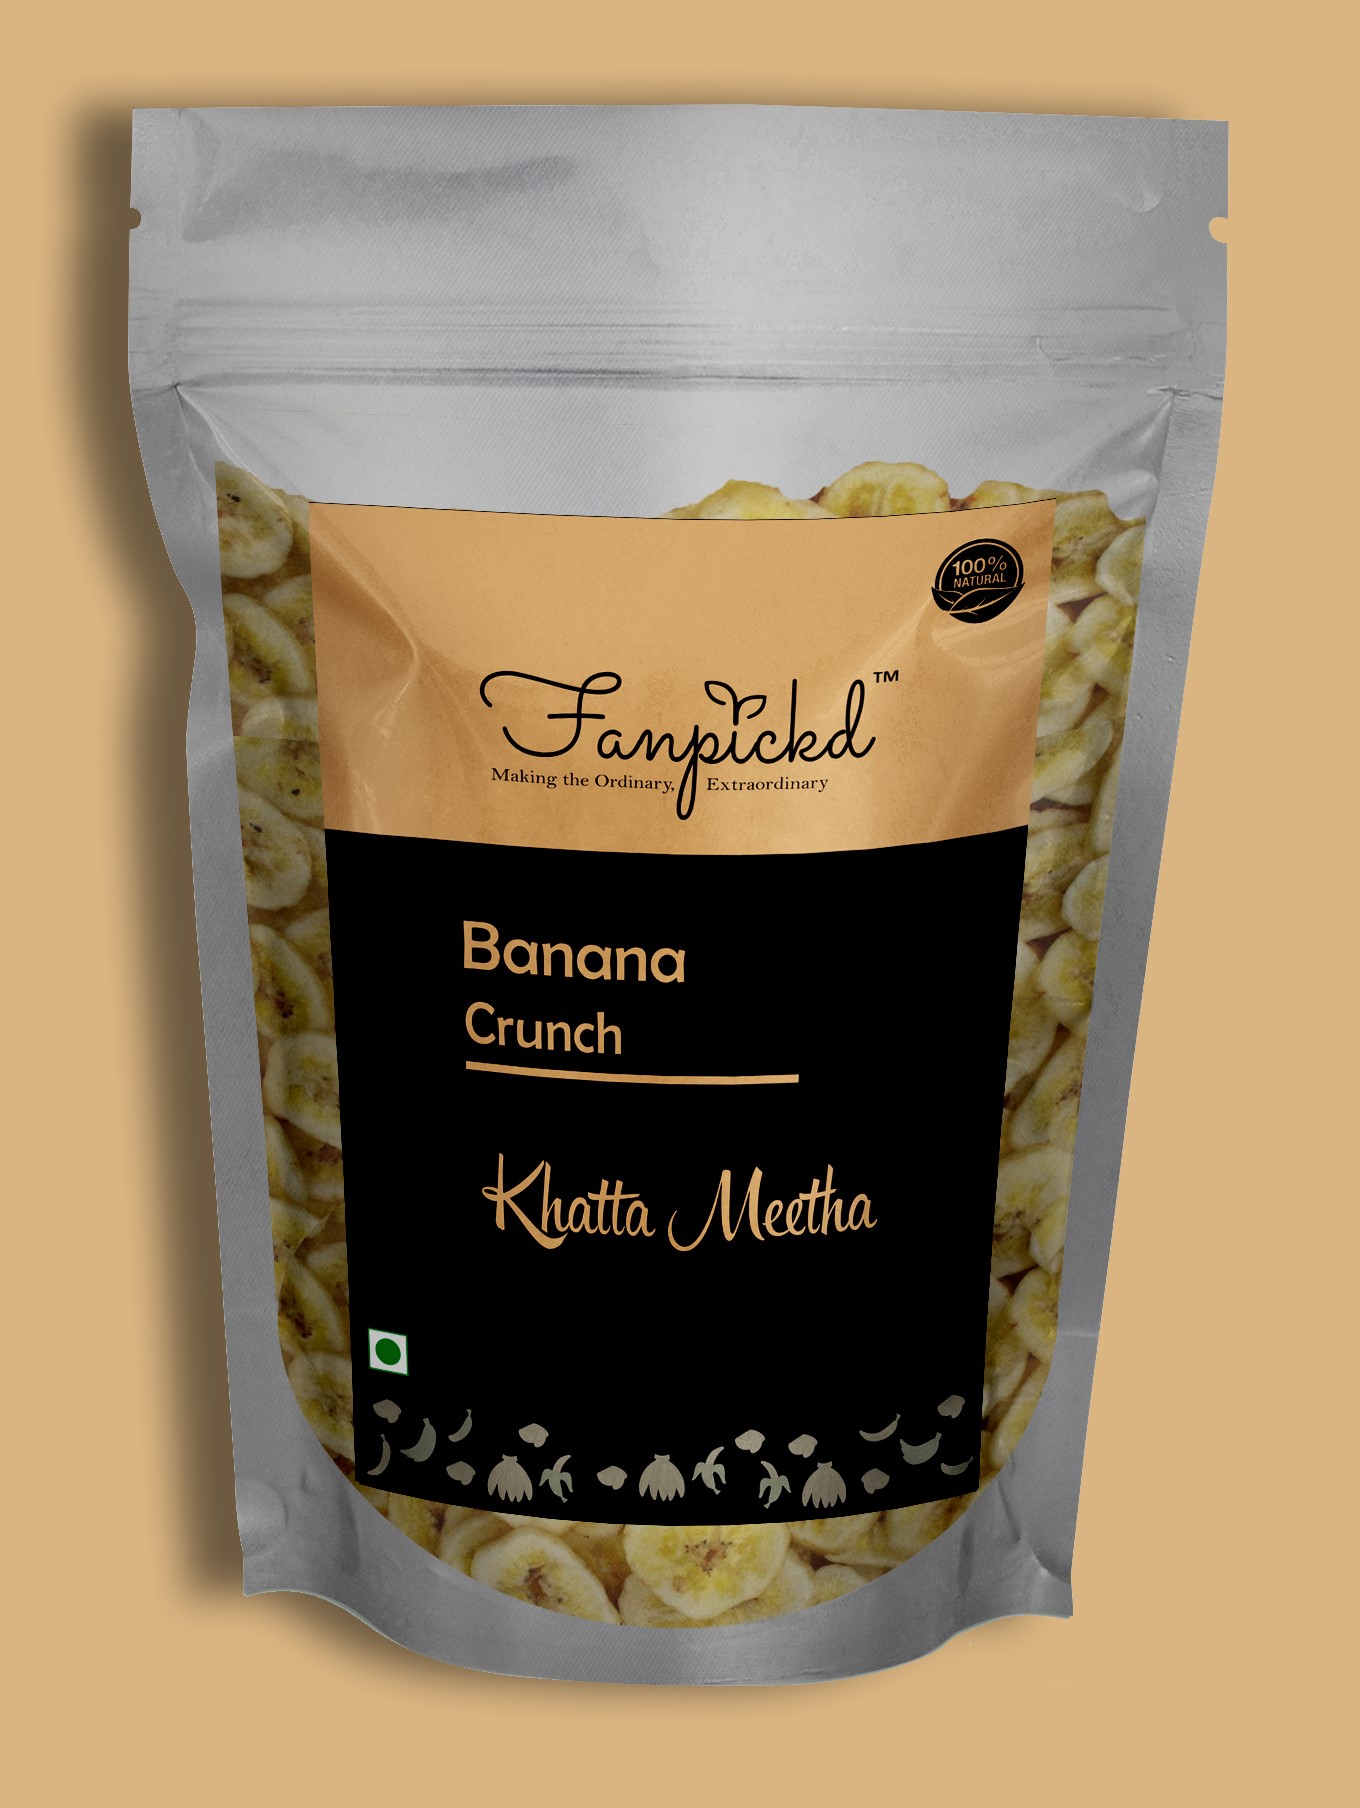 100%
NATURAL
Fanpickd™
Making the Ordinary, Extraordinary
Banana
Crunch
Khatta Meetha